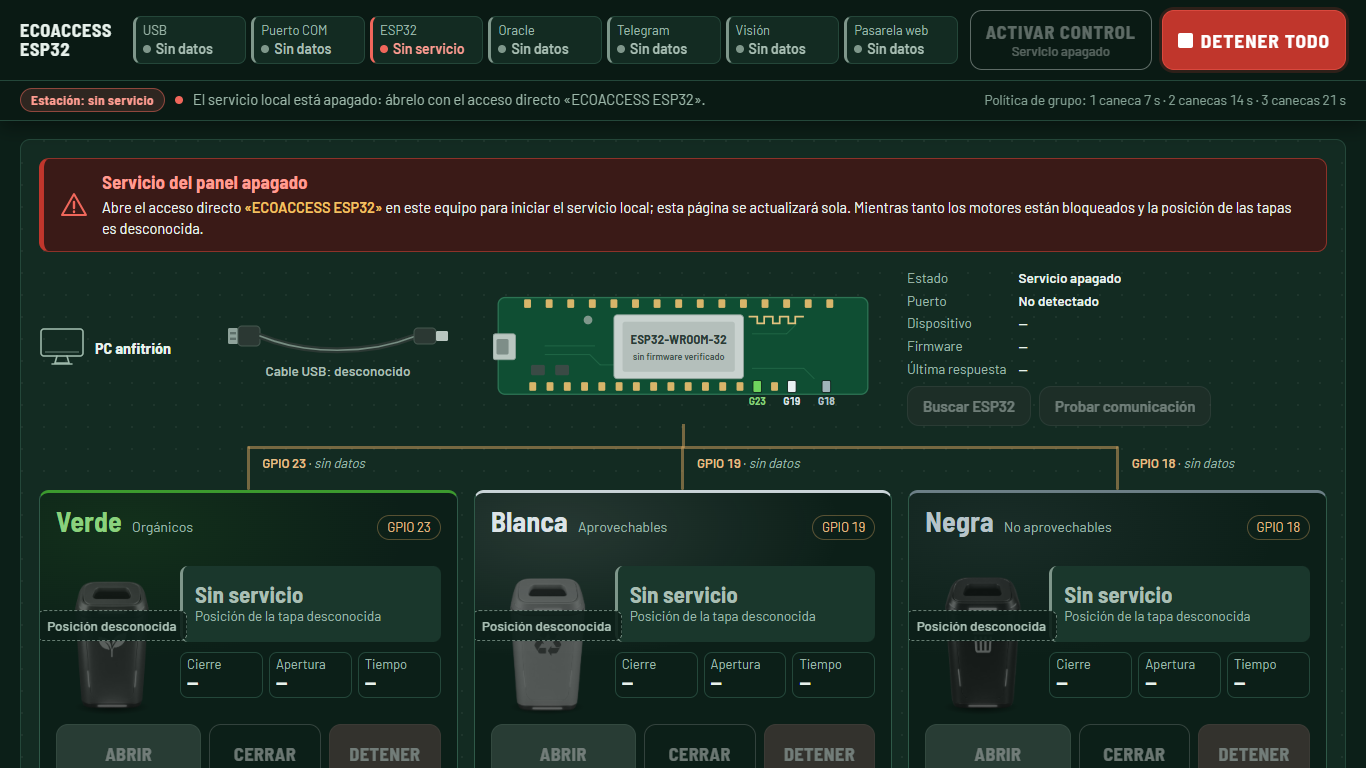 ECOACCESS
ESP32
USB
Sin datos
Puerto COM
Sin datos
ESP32
Sin servicio
Oracle
Sin datos
Telegram
Sin datos
Visión
Sin datos
Pasarela web
Sin datos
ACTIVAR CONTROL
Servicio apagado
DETENER TODO
Estación: sin servicio
El servicio local está apagado: ábrelo con el acceso directo «ECOACCESS ESP32».
Política de grupo: 1 caneca 7 s · 2 canecas 14 s · 3 canecas 21 s
Servicio del panel apagado
Abre el acceso directo «ECOACCESS ESP32» en este equipo para iniciar el servicio local; esta página se actualizará sola. Mientras tanto los motores están bloqueados y la posición de las tapas
es desconocida.
PC anfitrión
Cable USB: desconocido
ESP32-WROOM-32
sin firmware verificado
G23
G19
G18
Estado Servicio apagado
Puerto No detectado
Dispositivo —
Firmware —
Última respuesta —
Buscar ESP32
Probar comunicación
GPIO 23 · sin datos
GPIO 19 · sin datos
GPIO 18 · sin datos
Verde Orgánicos
GPIO 23
Sin servicio
Posición de la tapa desconocida
Posición desconocida
Cierre
—
Apertura
—
Tiempo
—
ABRIR
CERRAR
DETENER
Blanca Aprovechables
GPIO 19
Sin servicio
Posición de la tapa desconocida
Posición desconocida
Cierre
—
Apertura
—
Tiempo
—
ABRIR
CERRAR
DETENER
Negra No aprovechables
GPIO 18
Sin servicio
Posición de la tapa desconocida
Posición desconocida
Cierre
—
Apertura
—
Tiempo
—
ABRIR
CERRAR
DETENER